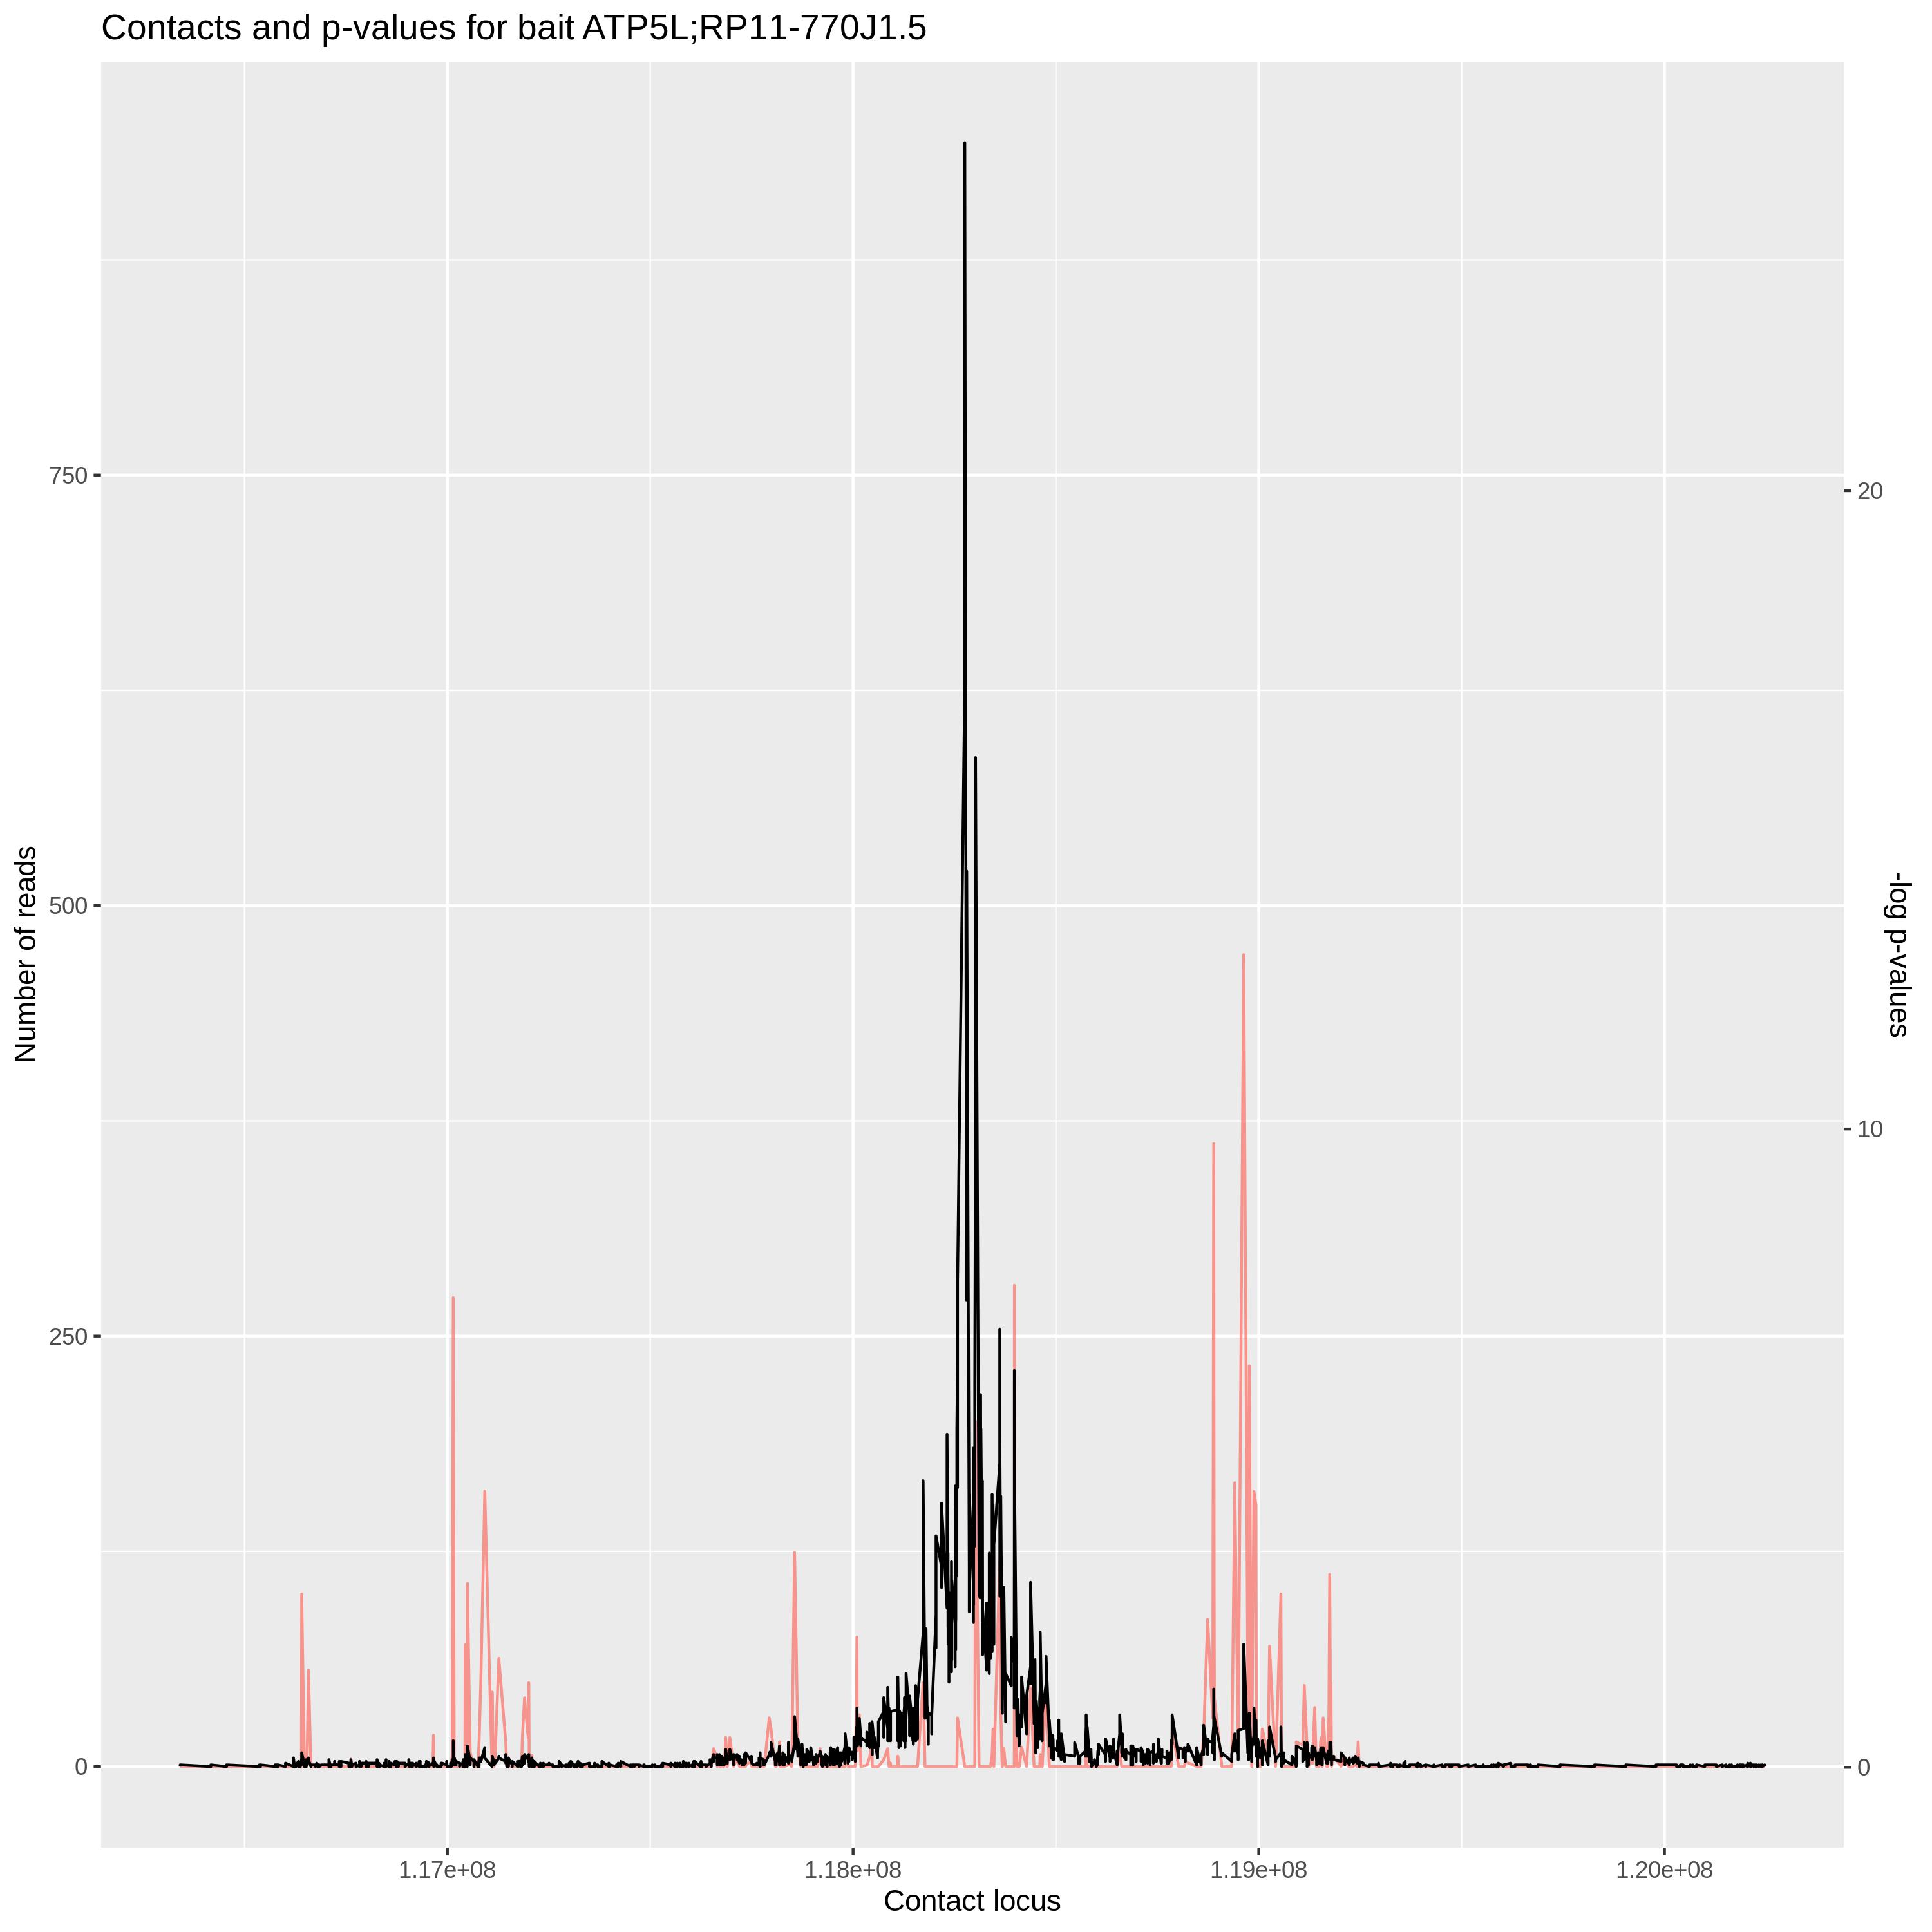 Contacts and p-values for bait ATP5L;RP11-770J1.5
750
500
250
0
Number of reads
20
10
0
-log p-values
1.17e+08
1.18e+08
1.19e+08
1.20e+08
Contact locus